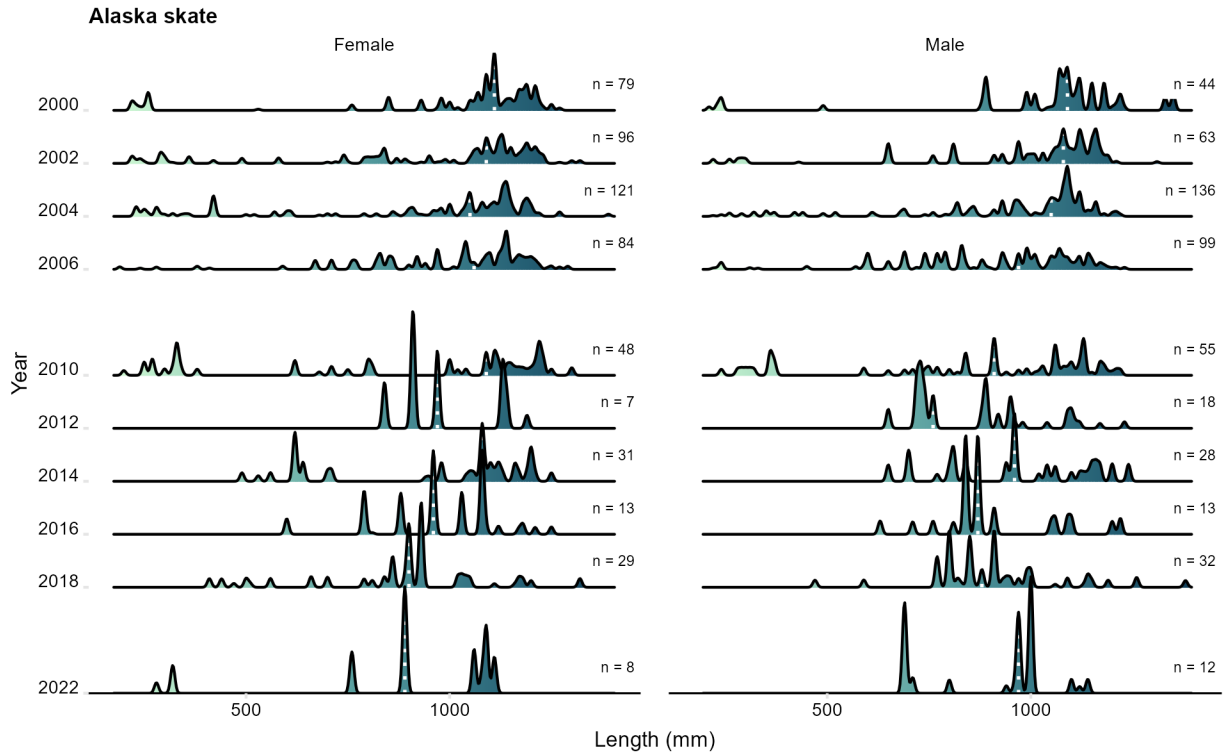 Alaska skate
Female Male
2000 n = 79 n = 44
2002 n = 96 n = 63
2004 n = 121 n = 136
2006 n = 84 n = 99
Year
2010 n = 48 n = 55
2012 n = 7 n = 18
2014 n = 31 n = 28
2016 n = 13 n = 13
2018 n = 29 n = 32
2022 n = 8 n = 12
500 1000 500 1000
Length (mm)